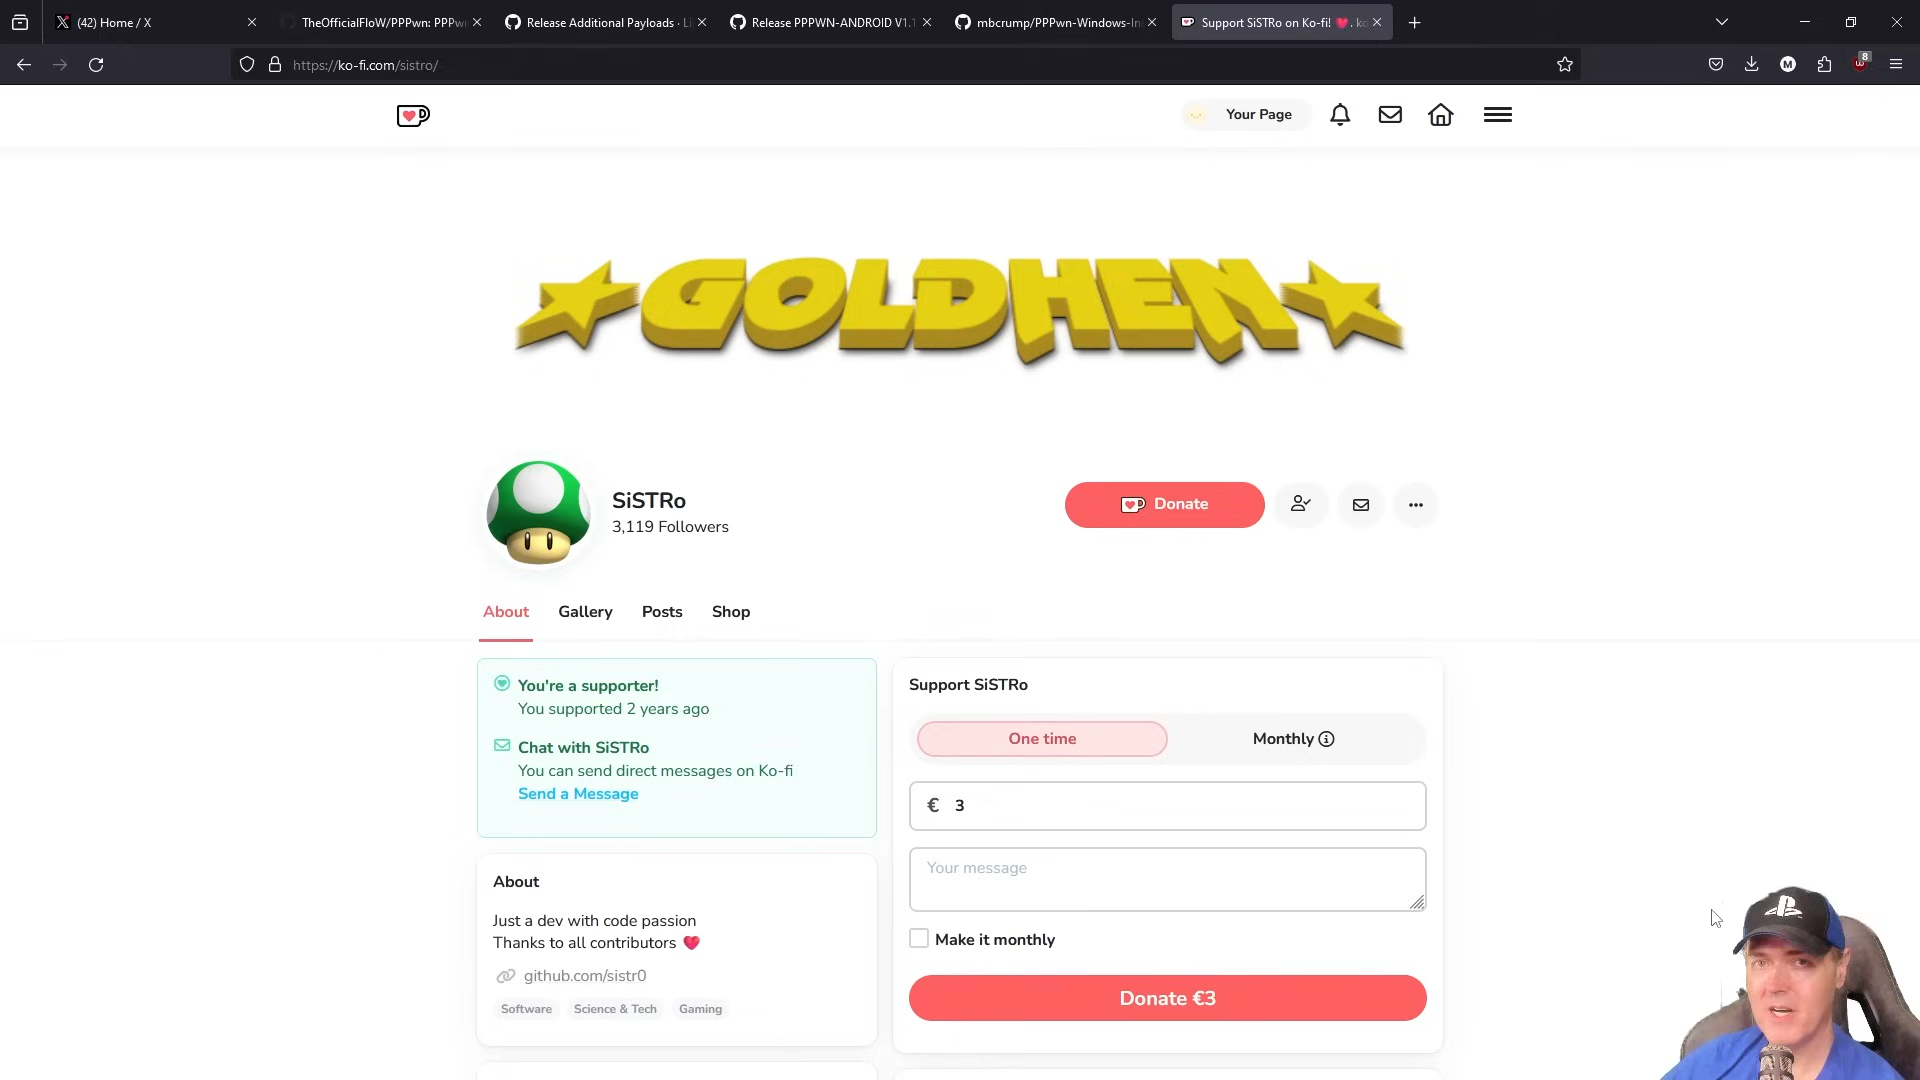 (42) Home / X
TheOfficialFloW/PPPwn: PPPwn
Release Additional Payloads · Li
Release PPPWN-ANDROID V1.1
mbcrump/PPPwn-Windows-In
Support SiSTRo on Ko-fi! ❤️. ko
https://ko-fi.com/sistro/
M
8
Your Page
GOLDHEN
SiSTRo
3,119 Followers
Donate
About
Gallery
Posts
Shop
You're a supporter!
You supported 2 years ago
Chat with SiSTRo
You can send direct messages on Ko-fi
Send a Message
About
Just a dev with code passion
Thanks to all contributors ❤️
github.com/sistr0
Software
Science & Tech
Gaming
Support SiSTRo
One time
Monthly
€ 3
Your message
Make it monthly
Donate €3